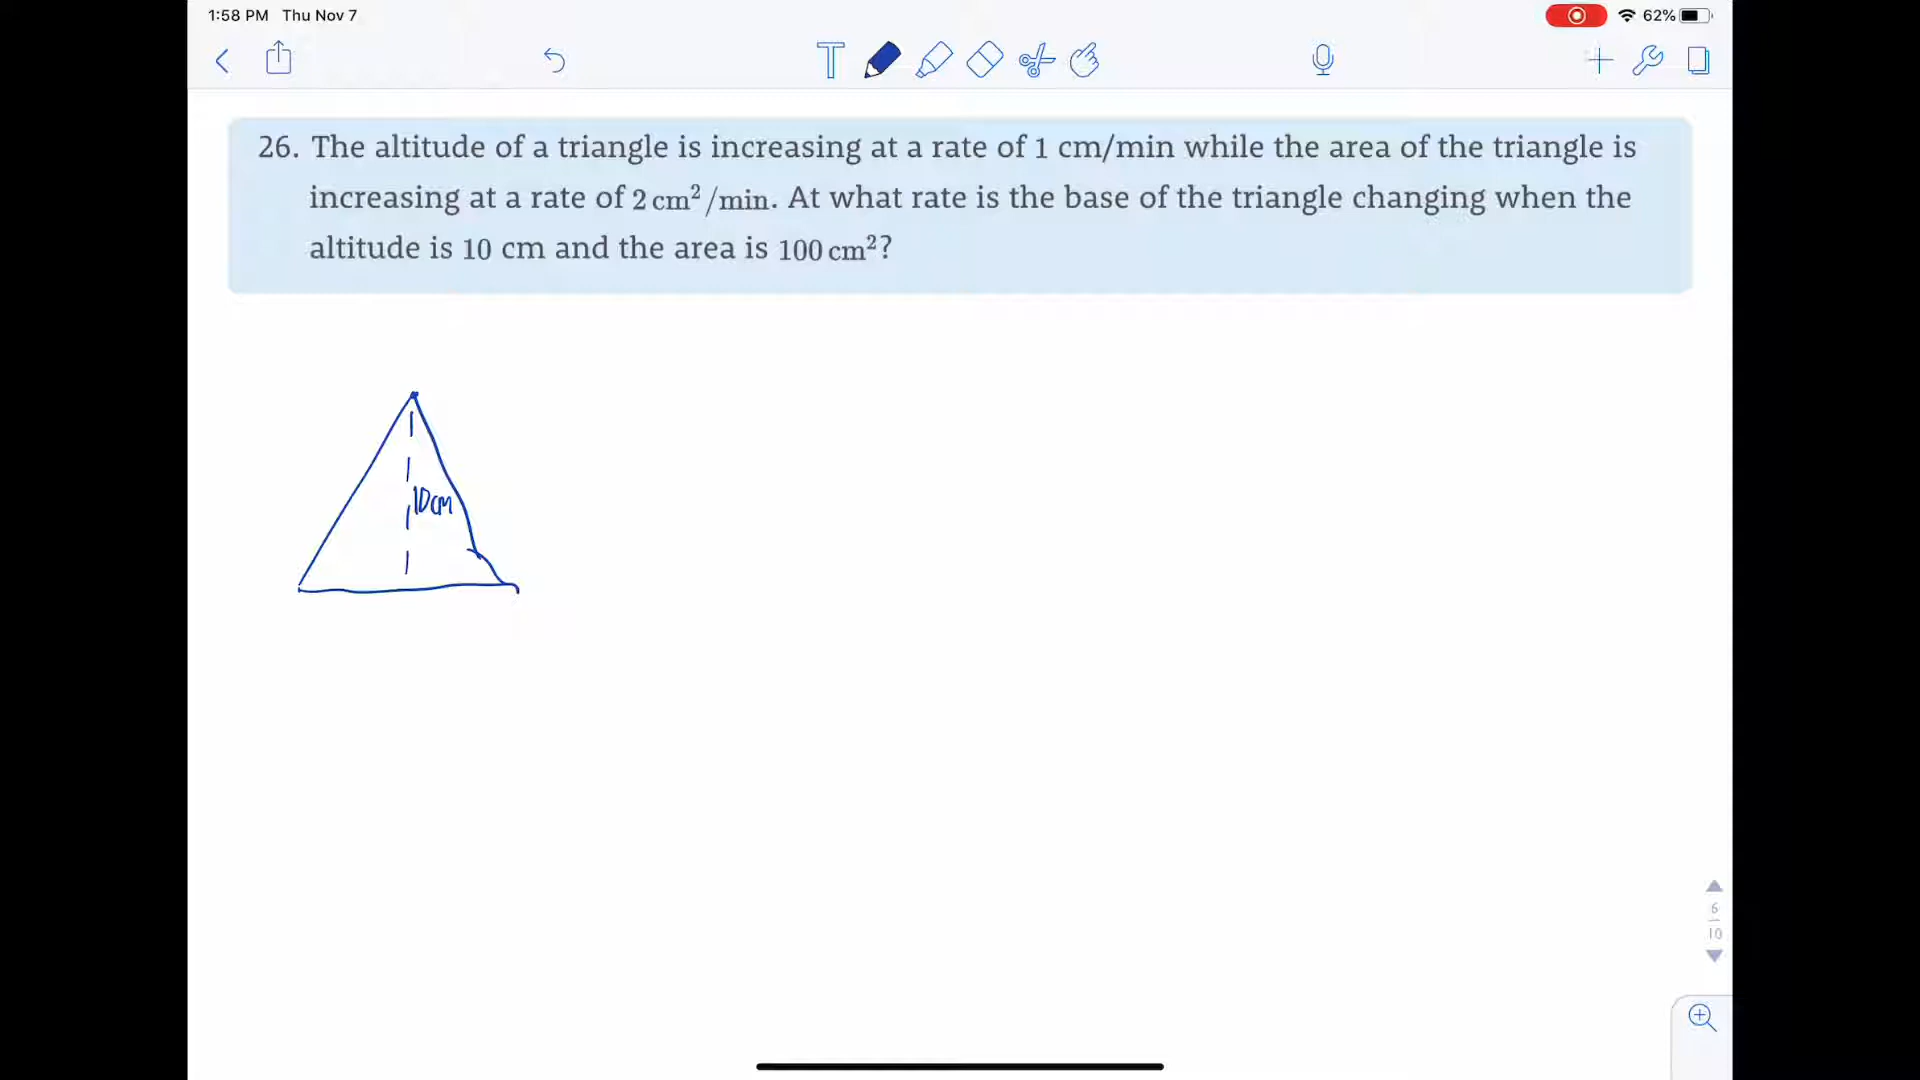 1:58 PM Thu Nov 7
62%
T
26. The altitude of a triangle is increasing at a rate of 1 cm/min while the area of the triangle is
increasing at a rate of 2 cm²/min. At what rate is the base of the triangle changing when the
altitude is 10 cm and the area is 100 cm²?
10cm
6
10